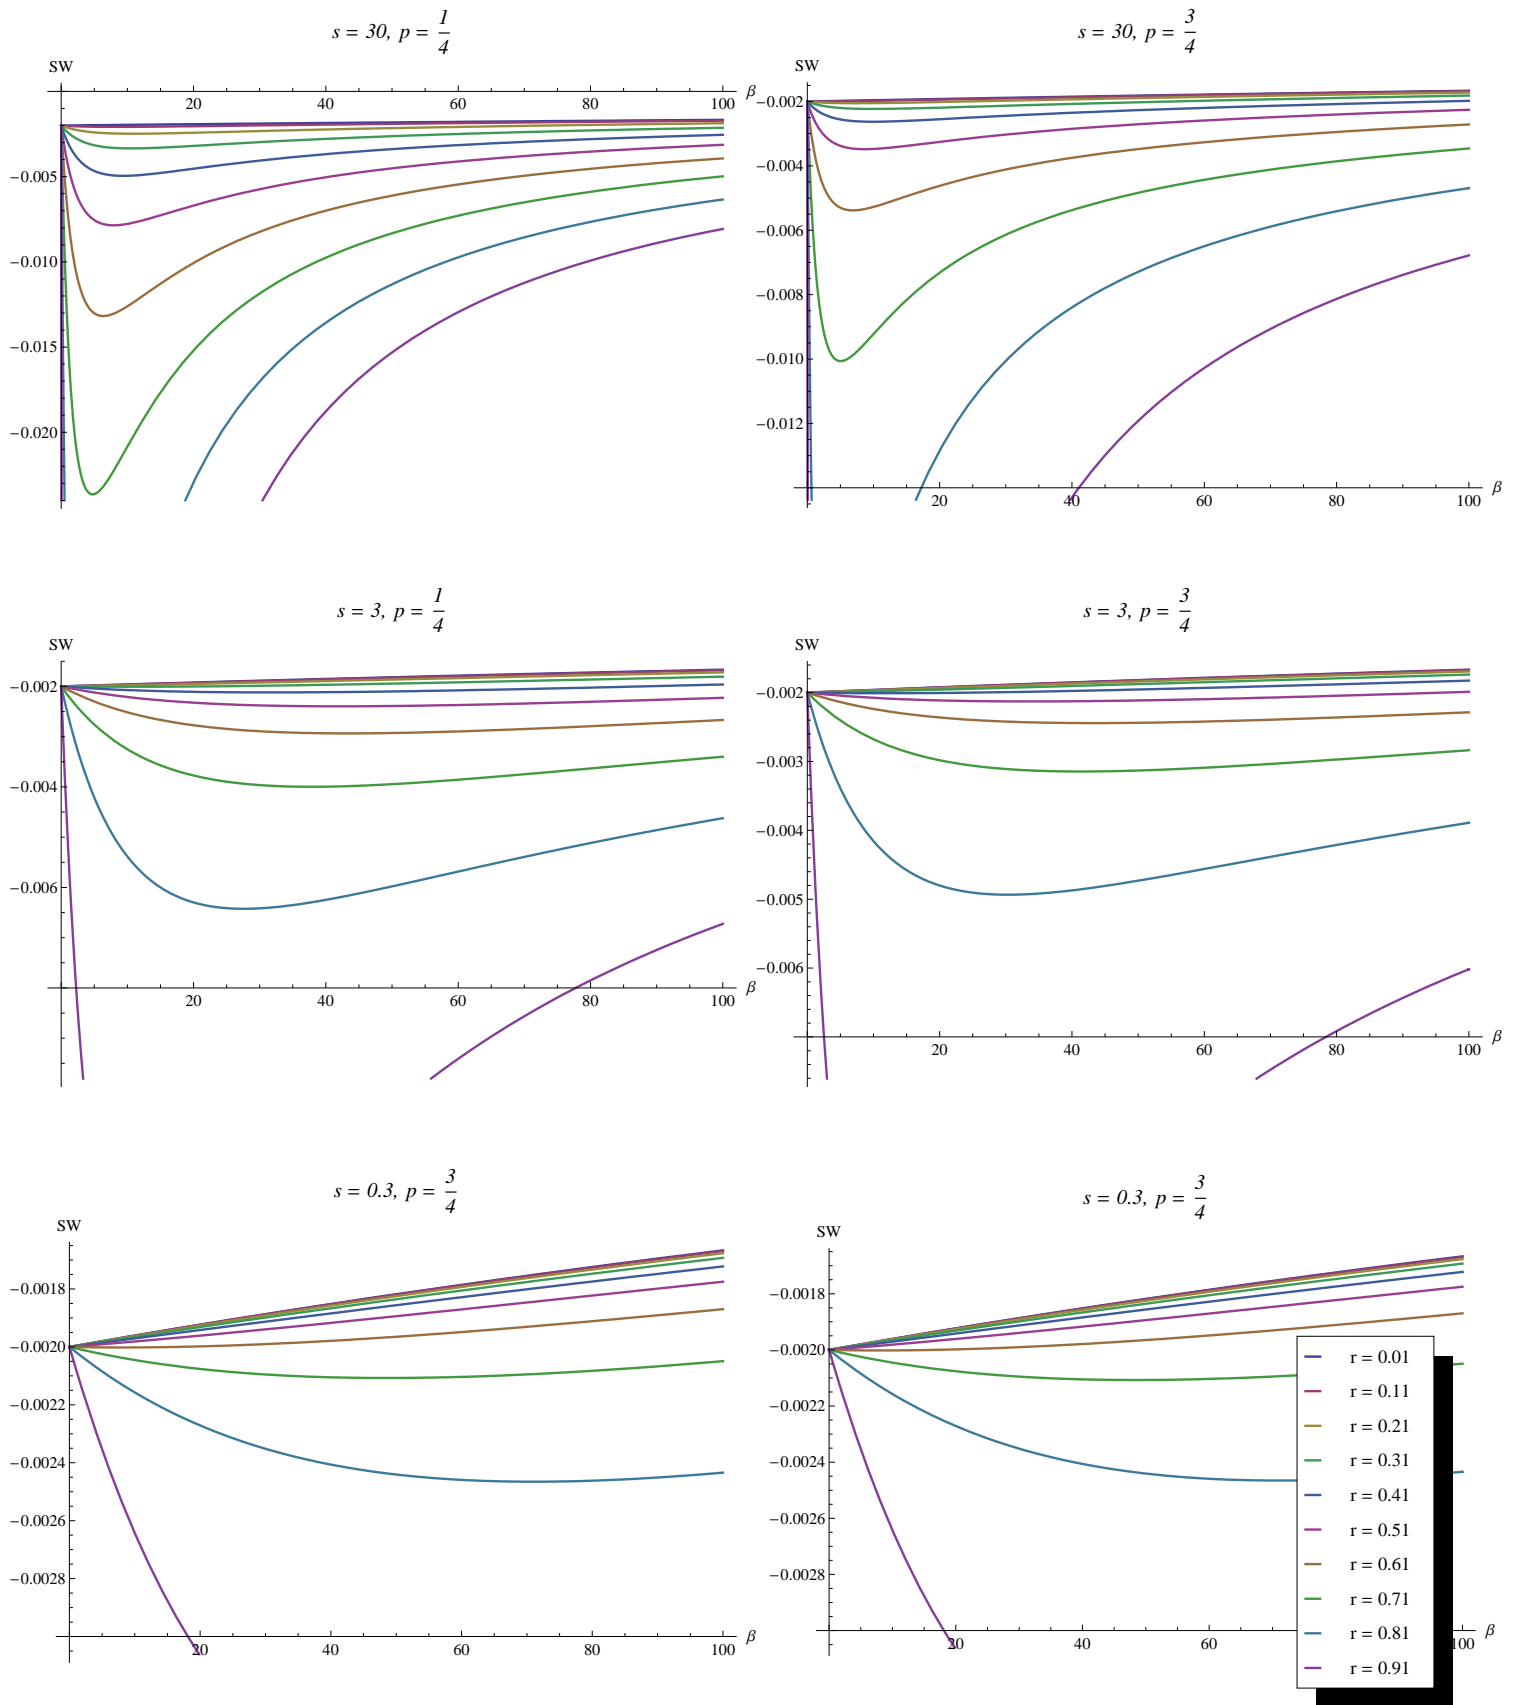 s = 30, p = 1/4
SW
β
20 40 60 80 100
−0.005
−0.010
−0.015
−0.020
s = 30, p = 3/4
SW
−0.002
−0.004
−0.006
−0.008
−0.010
−0.012
20 40 60 80 100 β
s = 3, p = 1/4
SW
−0.002
−0.004
−0.006
20 40 60 80 100 β
s = 3, p = 3/4
SW
−0.002
−0.003
−0.004
−0.005
−0.006
20 40 60 80 100 β
s = 0.3, p = 3/4
SW
−0.0018
−0.0020
−0.0022
−0.0024
−0.0026
−0.0028
20 40 60 80 100 β
s = 0.3, p = 3/4
SW
−0.0018
−0.0020
−0.0022
−0.0024
−0.0026
−0.0028
20 40 60 100 β
r = 0.01
r = 0.11
r = 0.21
r = 0.31
r = 0.41
r = 0.51
r = 0.61
r = 0.71
r = 0.81
r = 0.91